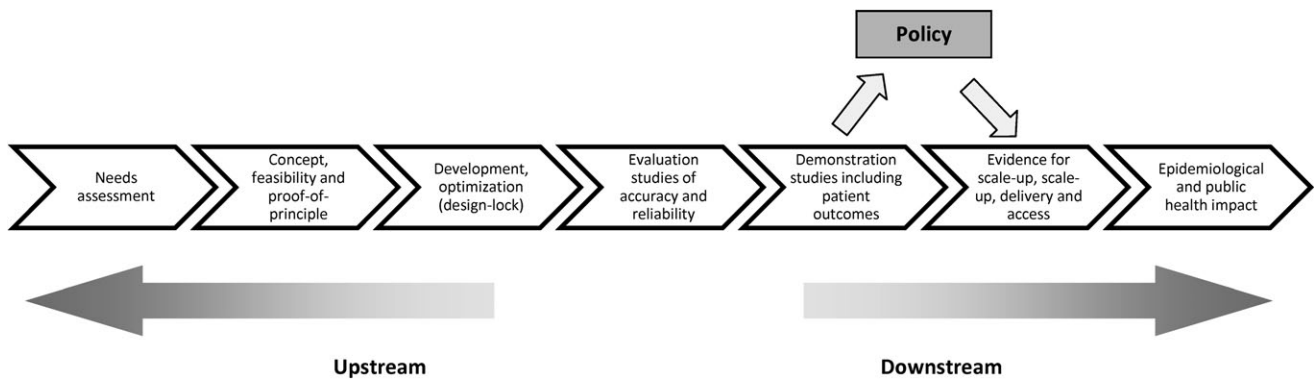 Policy
Needs
assessment
Concept,
feasibility and
proof-of-
principle
Development,
optimization
(design-lock)
Evaluation
studies of
accuracy and
reliability
Demonstration
studies including
patient
outcomes
Evidence for
scale-up, scale-
up, delivery and
access
Epidemiological
and public
health impact
Upstream
Downstream